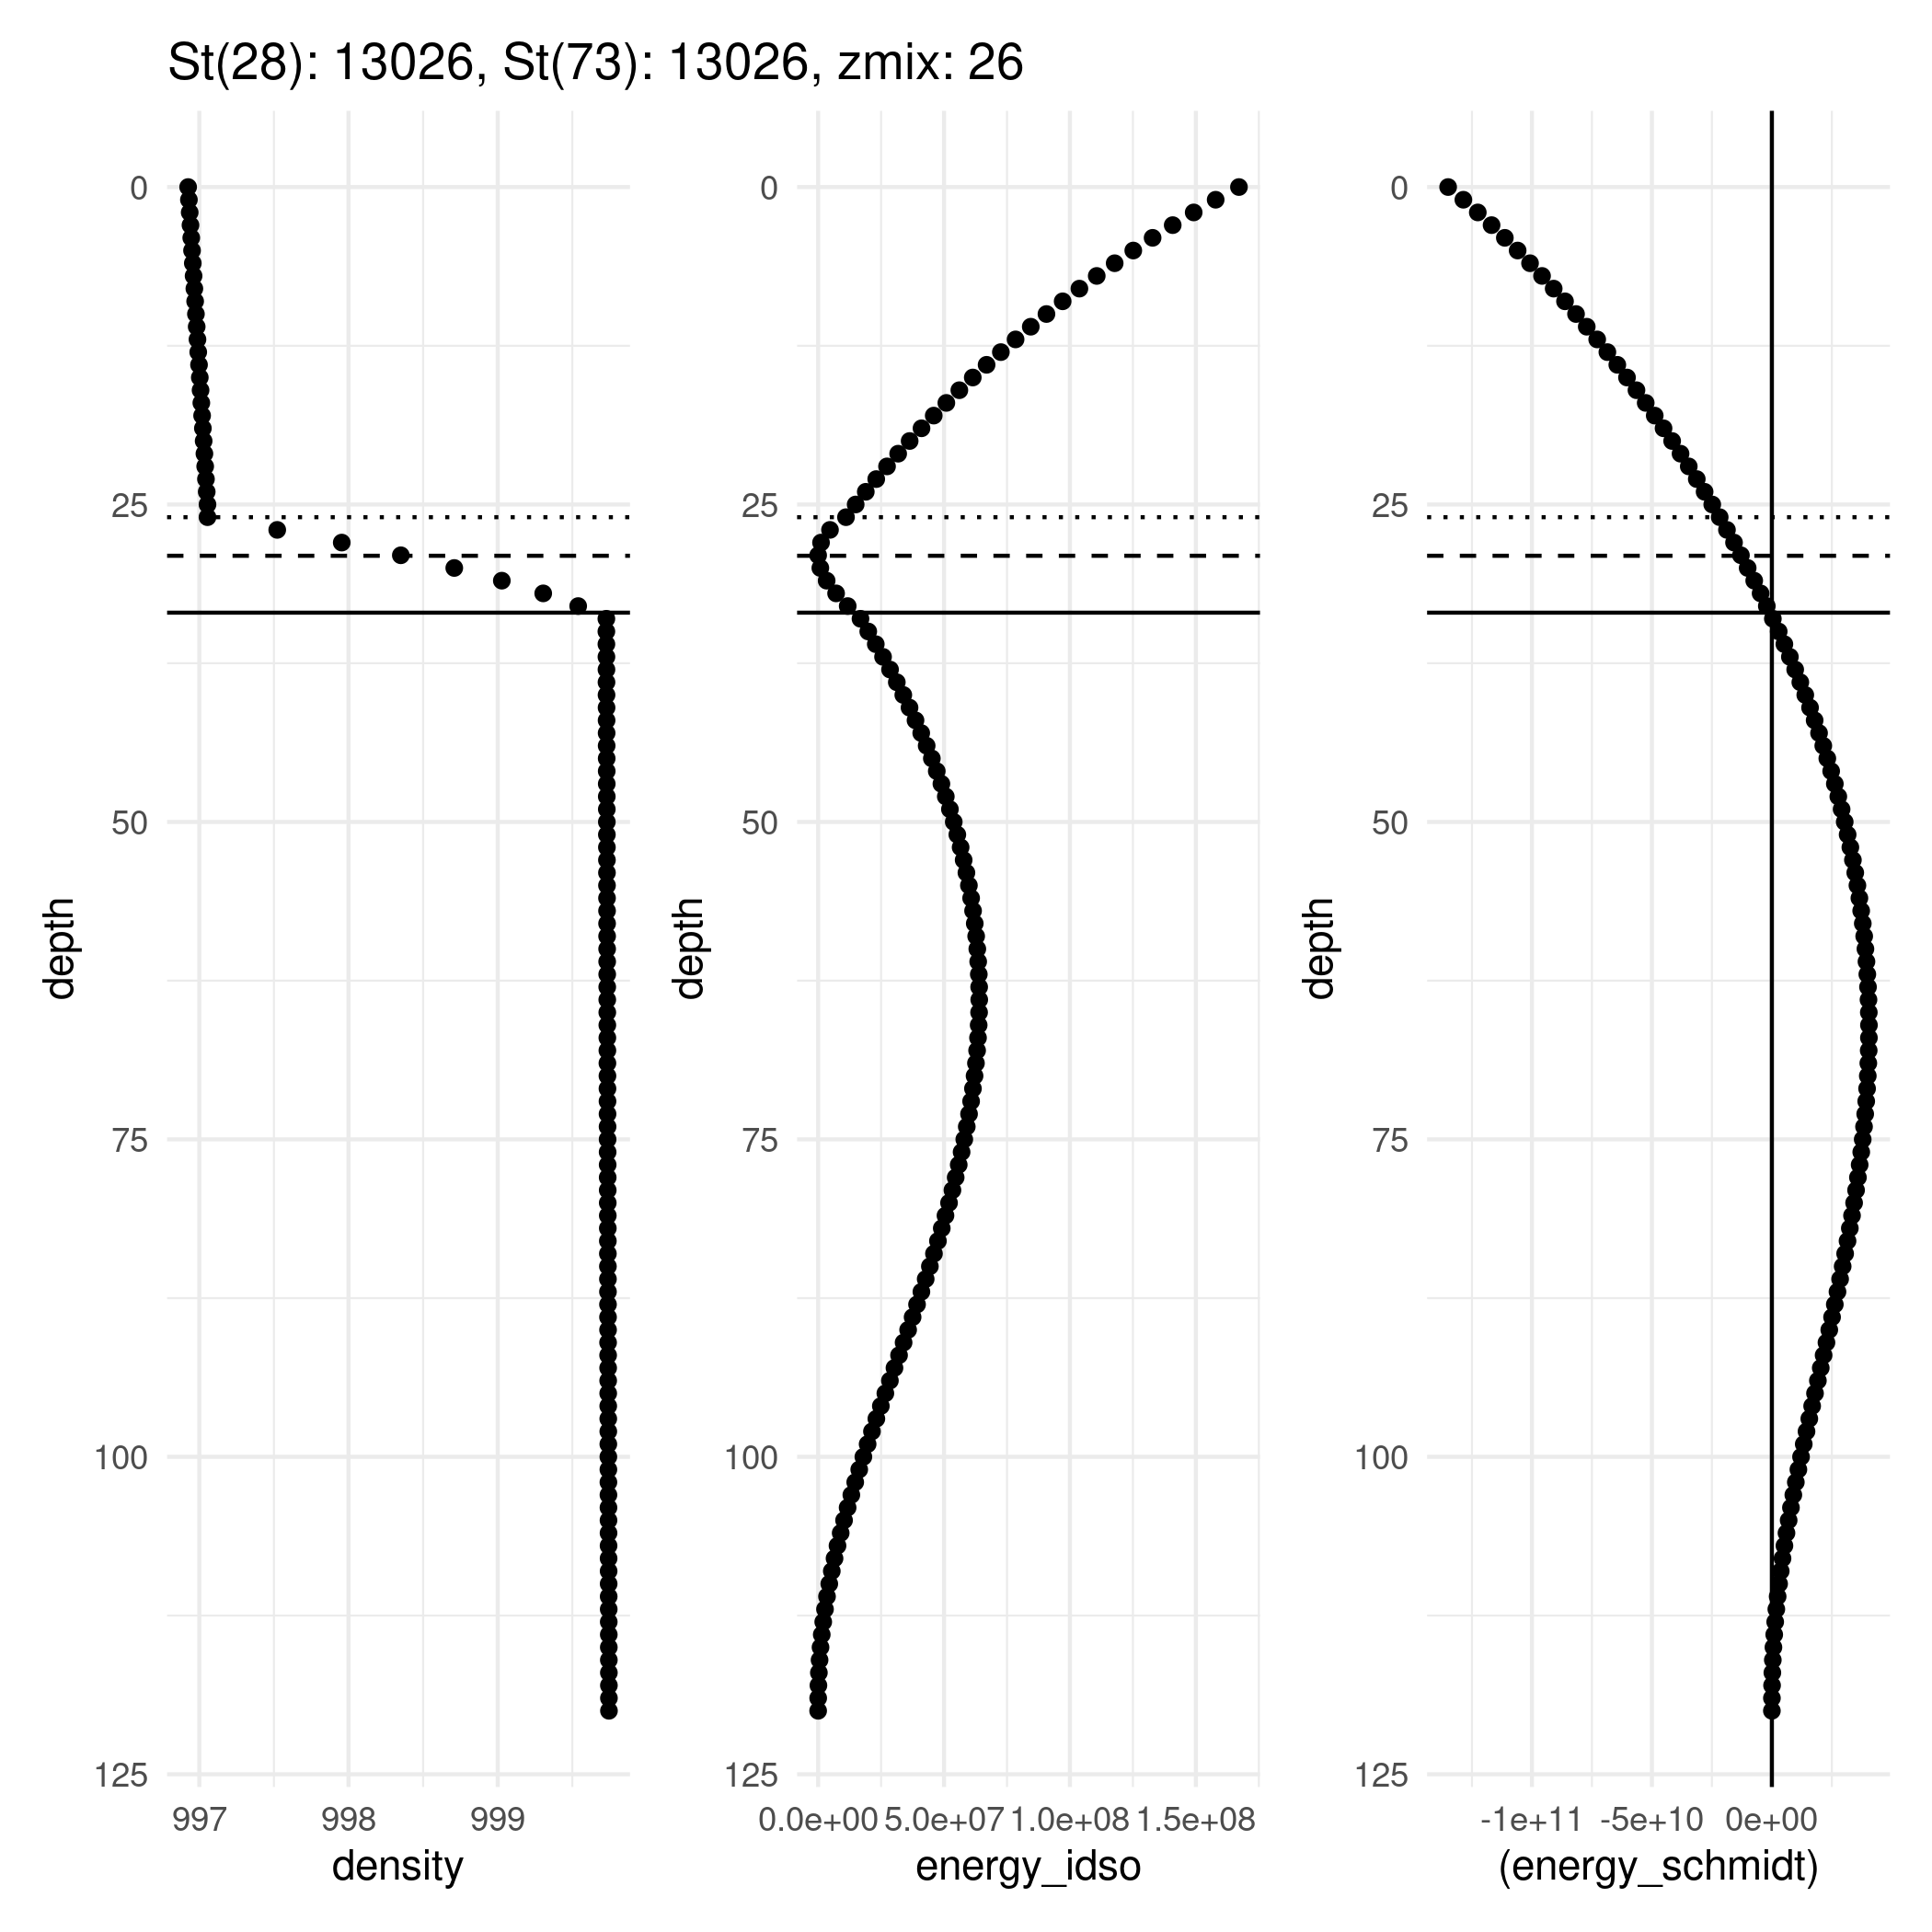 St(28): 13026, St(73): 13026, zmix: 26
0
25
50
75
100
125
depth
997 998 999
density
0
25
50
75
100
125
depth
0.0e+00 5.0e+07 1.0e+08 1.5e+08
energy_idso
0
25
50
75
100
125
depth
-1e+11 -5e+10 0e+00
(energy_schmidt)